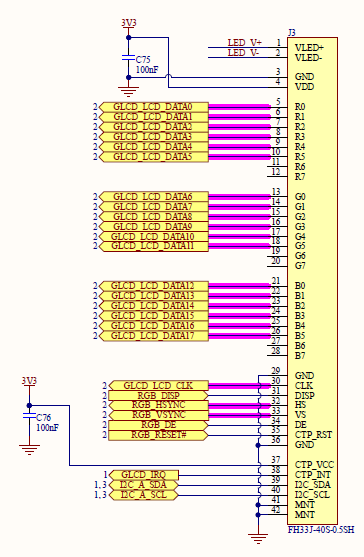 3V3
J3
LED_V+ 1 VLED+
LED_V- 2 VLED-
C75
100nF
3 GND
4 VDD
2 GLCD_LCD_DATA0 5 R0
2 GLCD_LCD_DATA1 6 R1
2 GLCD_LCD_DATA2 7 R2
2 GLCD_LCD_DATA3 8 R3
2 GLCD_LCD_DATA4 9 R4
2 GLCD_LCD_DATA5 10 R5
11 R6
12 R7
2 GLCD_LCD_DATA6 13 G0
2 GLCD_LCD_DATA7 14 G1
2 GLCD_LCD_DATA8 15 G2
2 GLCD_LCD_DATA9 16 G3
2 GLCD_LCD_DATA10 17 G4
2 GLCD_LCD_DATA11 18 G5
19 G6
20 G7
2 GLCD_LCD_DATA12 21 B0
2 GLCD_LCD_DATA13 22 B1
2 GLCD_LCD_DATA14 23 B2
2 GLCD_LCD_DATA15 24 B3
2 GLCD_LCD_DATA16 25 B4
2 GLCD_LCD_DATA17 26 B5
27 B6
28 B7
29 GND
3V3
2 GLCD_LCD_CLK 30 CLK
2 RGB_DISP 31 DISP
2 RGB_HSYNC 32 HS
2 RGB_VSYNC 33 VS
C76
100nF
2 RGB_DE 34 DE
2 RGB_RESET# 35 CTP_RST
36 GND
37 CTP_VCC
1 GLCD_IRQ 38 CTP_INT
1, 3 I2C_A_SDA 39 I2C_SDA
1, 3 I2C_A_SCL 40 I2C_SCL
41 MNT
42 MNT
FH33J-40S-0.5SH